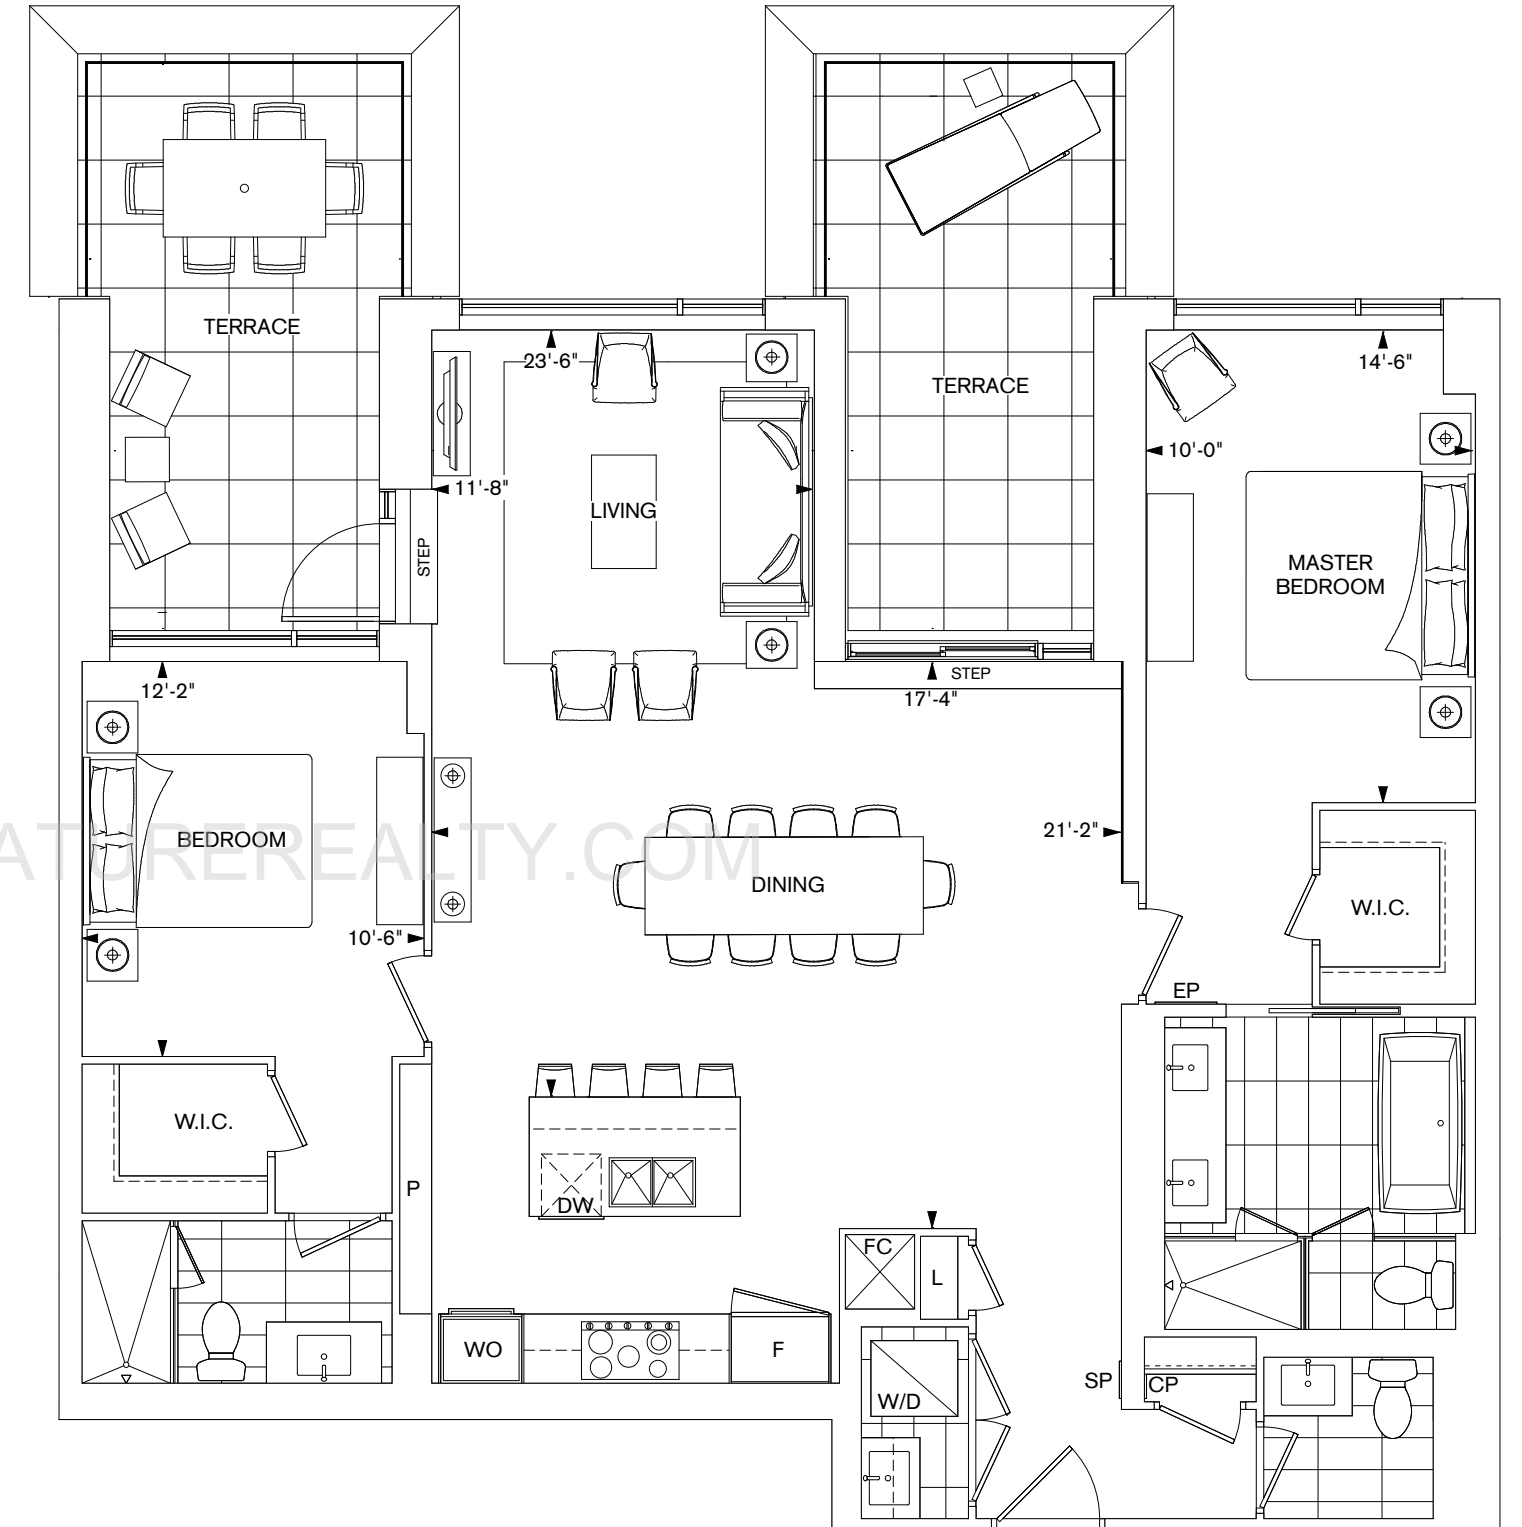 TERRACE
23'-6"
14'-6"
TERRACE
10'-0"
11'-8"
LIVING
STEP
MASTER
BEDROOM
STEP
12'-2"
17'-4"
BEDROOM
21'-2"
ATUREREALTY.COM
DINING
W.I.C.
10'-6"
EP
W.I.C.
P
DW
FC
L
WO
F
SP
CP
W/D